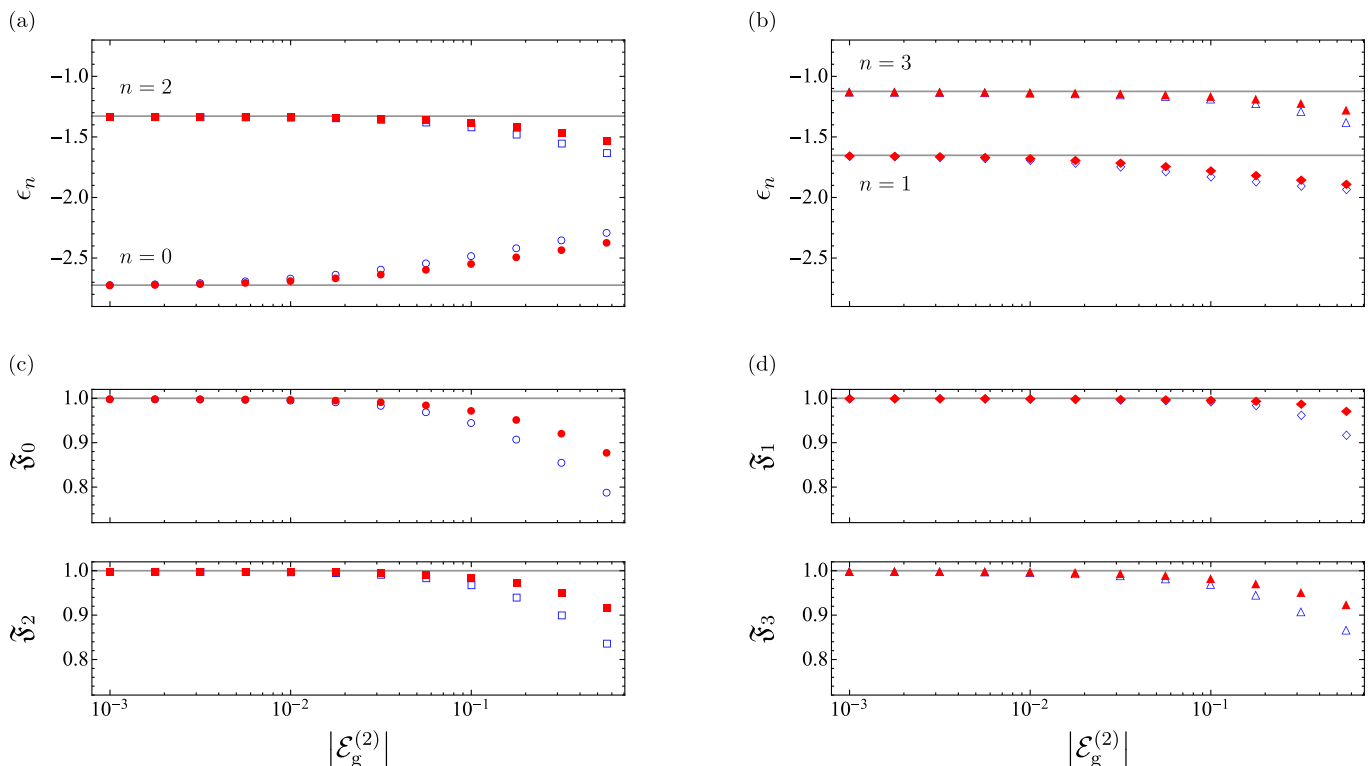 (a)
−1.0
−1.5
−2.0
−2.5
ϵₙ
n = 2
n = 0
(b)
−1.0
−1.5
−2.0
−2.5
ϵₙ
n = 3
n = 1
(c)
1.0
0.9
0.8
𝔉₀
1.0
0.9
0.8
𝔉₂
10⁻³
10⁻²
10⁻¹
|ℰ_g^(2)|
(d)
1.0
0.9
0.8
𝔉₁
1.0
0.9
0.8
𝔉₃
10⁻³
10⁻²
10⁻¹
|ℰ_g^(2)|